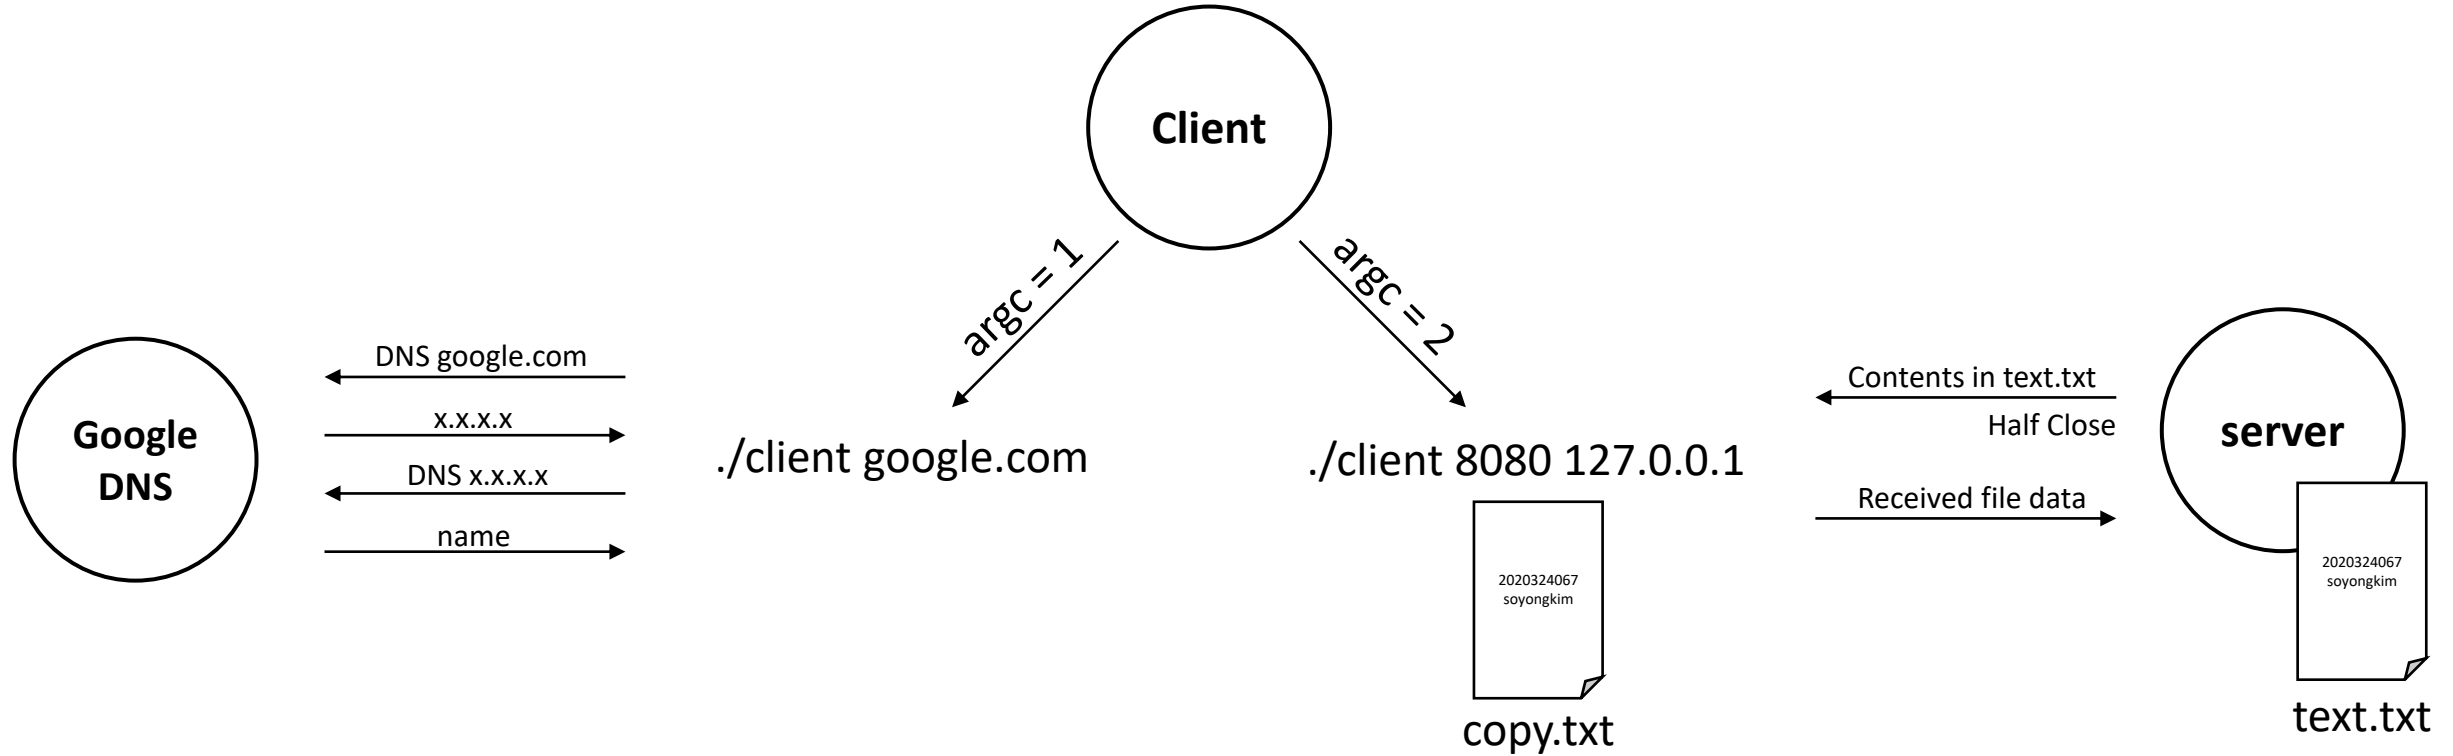 Client
argc = 1
argc = 2
Google
DNS
DNS google.com
x.x.x.x
DNS x.x.x.x
name
./client google.com
./client 8080 127.0.0.1
2020324067
soyongkim
copy.txt
Contents in text.txt
Half Close
Received file data
server
2020324067
soyongkim
text.txt